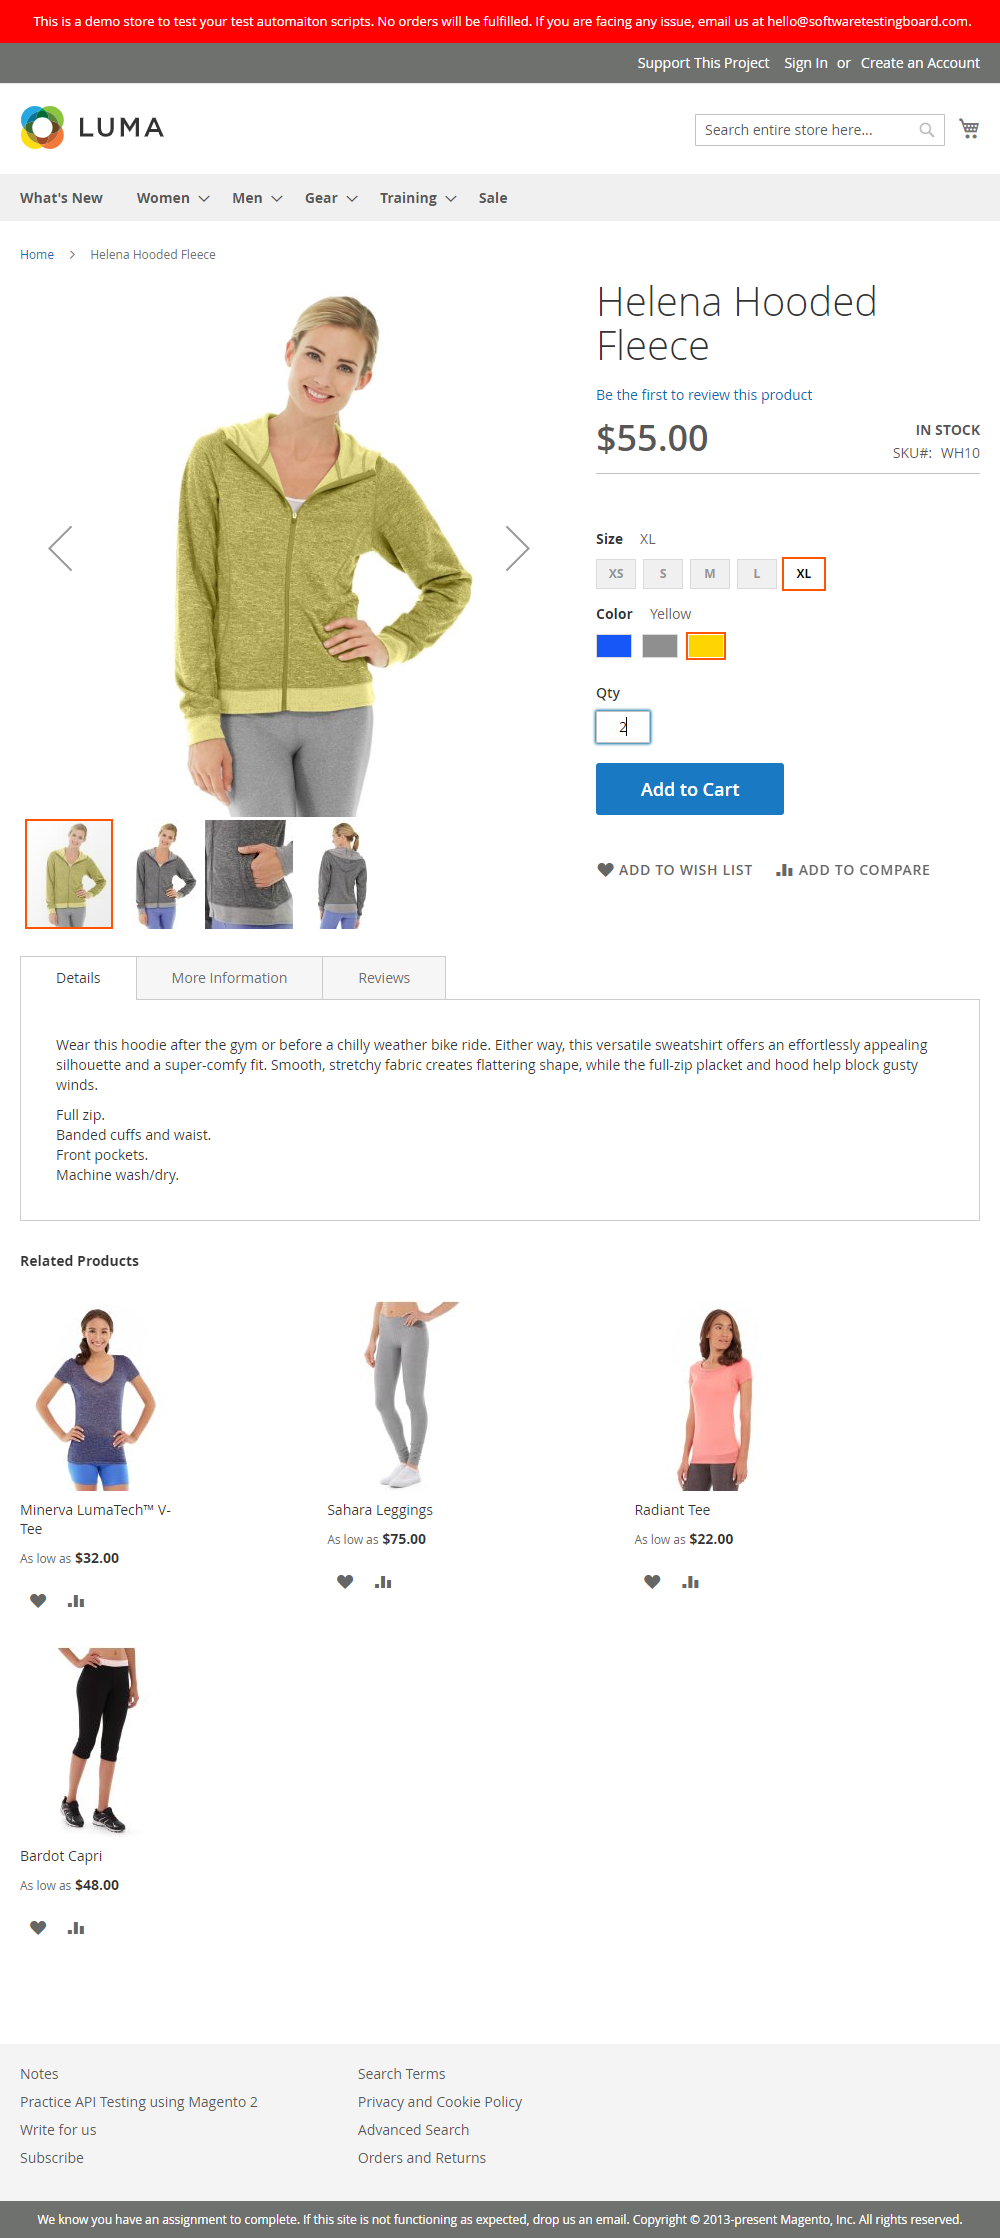 This is a demo store to test your test automaiton scripts. No orders will be fulfilled. If you are facing any issue, email us at hello@softwaretestingboard.com.
Support This Project Sign In or Create an Account
LUMA
Search entire store here...
What's New Women Men Gear Training Sale
Home Helena Hooded Fleece
Helena Hooded
Fleece
Be the first to review this product
$55.00
IN STOCK
SKU#: WH10
Size XL
XS S M L XL
Color Yellow
Qty
2
Add to Cart
ADD TO WISH LIST ADD TO COMPARE
Details More Information Reviews
Wear this hoodie after the gym or before a chilly weather bike ride. Either way, this versatile sweatshirt offers an effortlessly appealing
silhouette and a super-comfy fit. Smooth, stretchy fabric creates flattering shape, while the full-zip placket and hood help block gusty
winds.
Full zip.
Banded cuffs and waist.
Front pockets.
Machine wash/dry.
Related Products
Minerva LumaTech™ V-
Tee
As low as $32.00
Sahara Leggings
As low as $75.00
Radiant Tee
As low as $22.00
Bardot Capri
As low as $48.00
Notes
Practice API Testing using Magento 2
Write for us
Subscribe
Search Terms
Privacy and Cookie Policy
Advanced Search
Orders and Returns
We know you have an assignment to complete. If this site is not functioning as expected, drop us an email. Copyright © 2013-present Magento, Inc. All rights reserved.